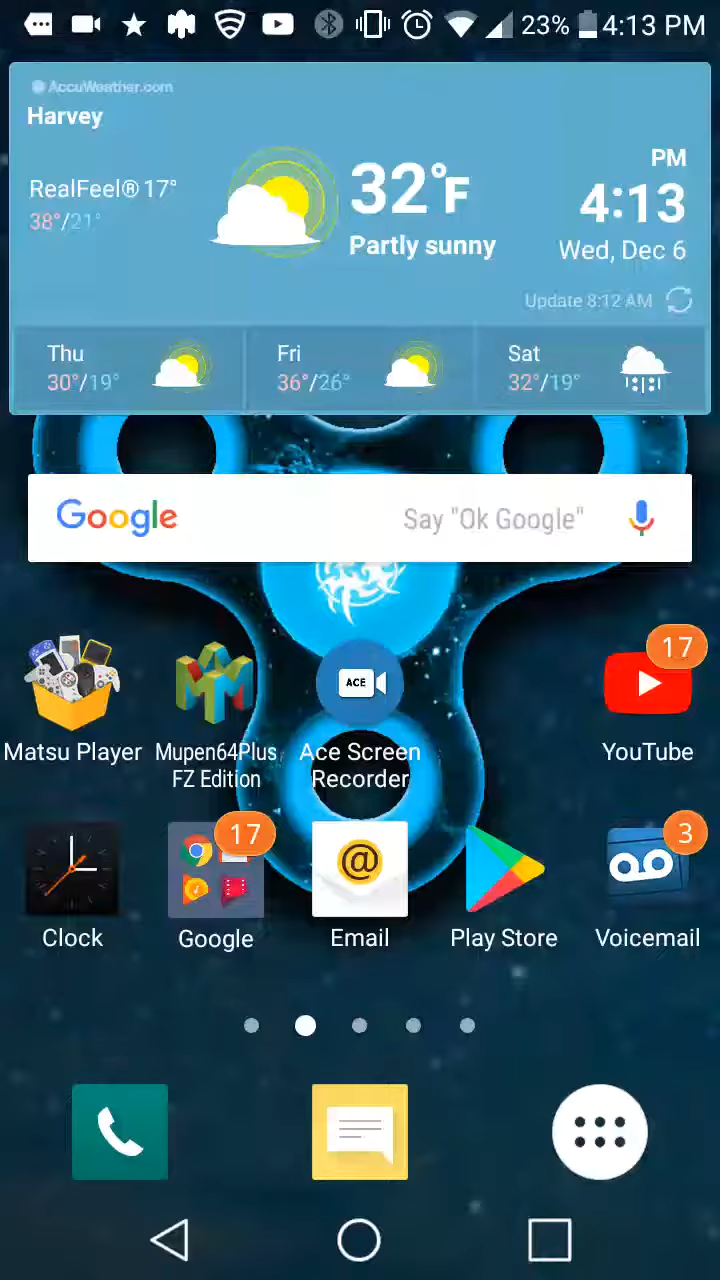 23% 4:13 PM
AccuWeather.com
Harvey
RealFeel® 17°
38°/21°
32°F
Partly sunny
PM
4:13
Wed, Dec 6
Update 8:12 AM
Thu
30°/19°
Fri
36°/26°
Sat
32°/19°
Google
Say "Ok Google"
17
ACE
Matsu Player
Mupen64Plus
FZ Edition
Ace Screen
Recorder
YouTube
17
3
@
Clock
Google
Email
Play Store
Voicemail